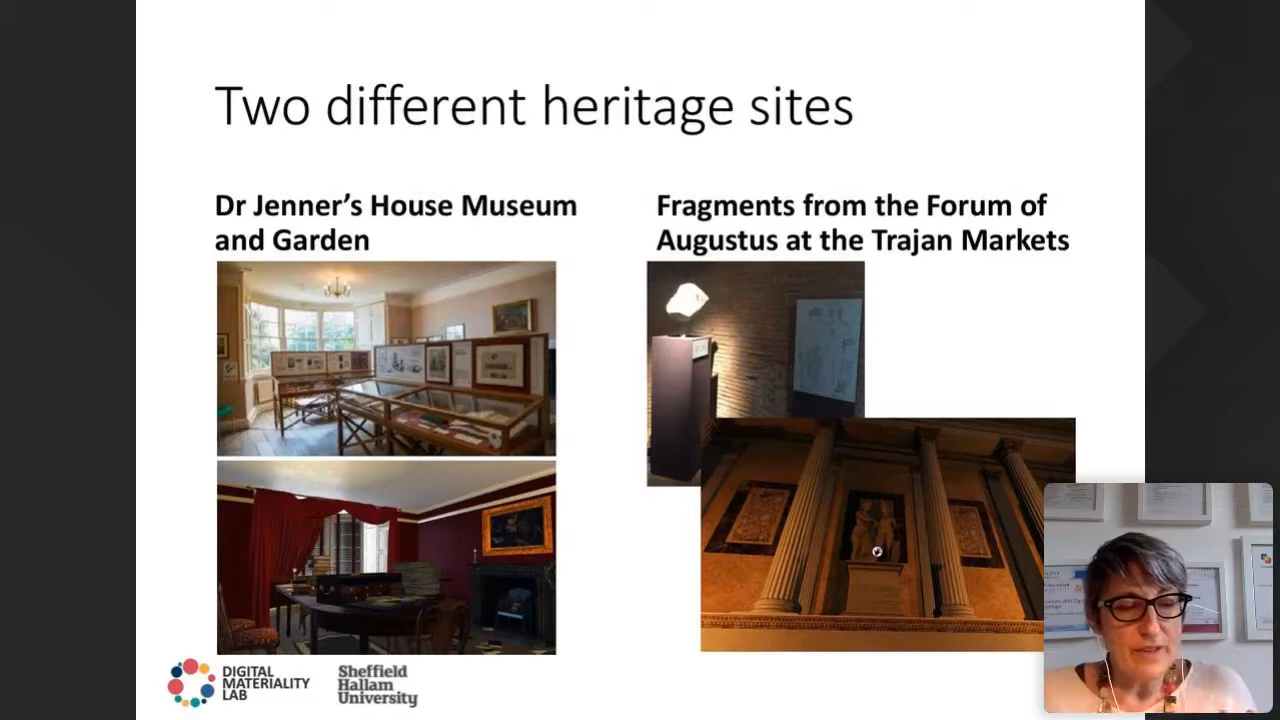 Two different heritage sites
Dr Jenner's House Museum
and Garden
Fragments from the Forum of
Augustus at the Trajan Markets
DIGITAL
MATERIALITY
LAB
Sheffield
Hallam
University